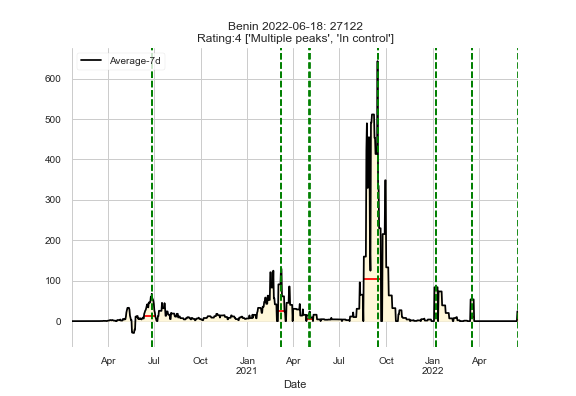 Benin 2022-06-18: 27122
Rating:4 ['Multiple peaks', 'In control']
Average-7d
600
500
400
300
200
100
0
Apr Jul Oct Jan Apr Jul Oct Jan Apr
2021 2022
Date